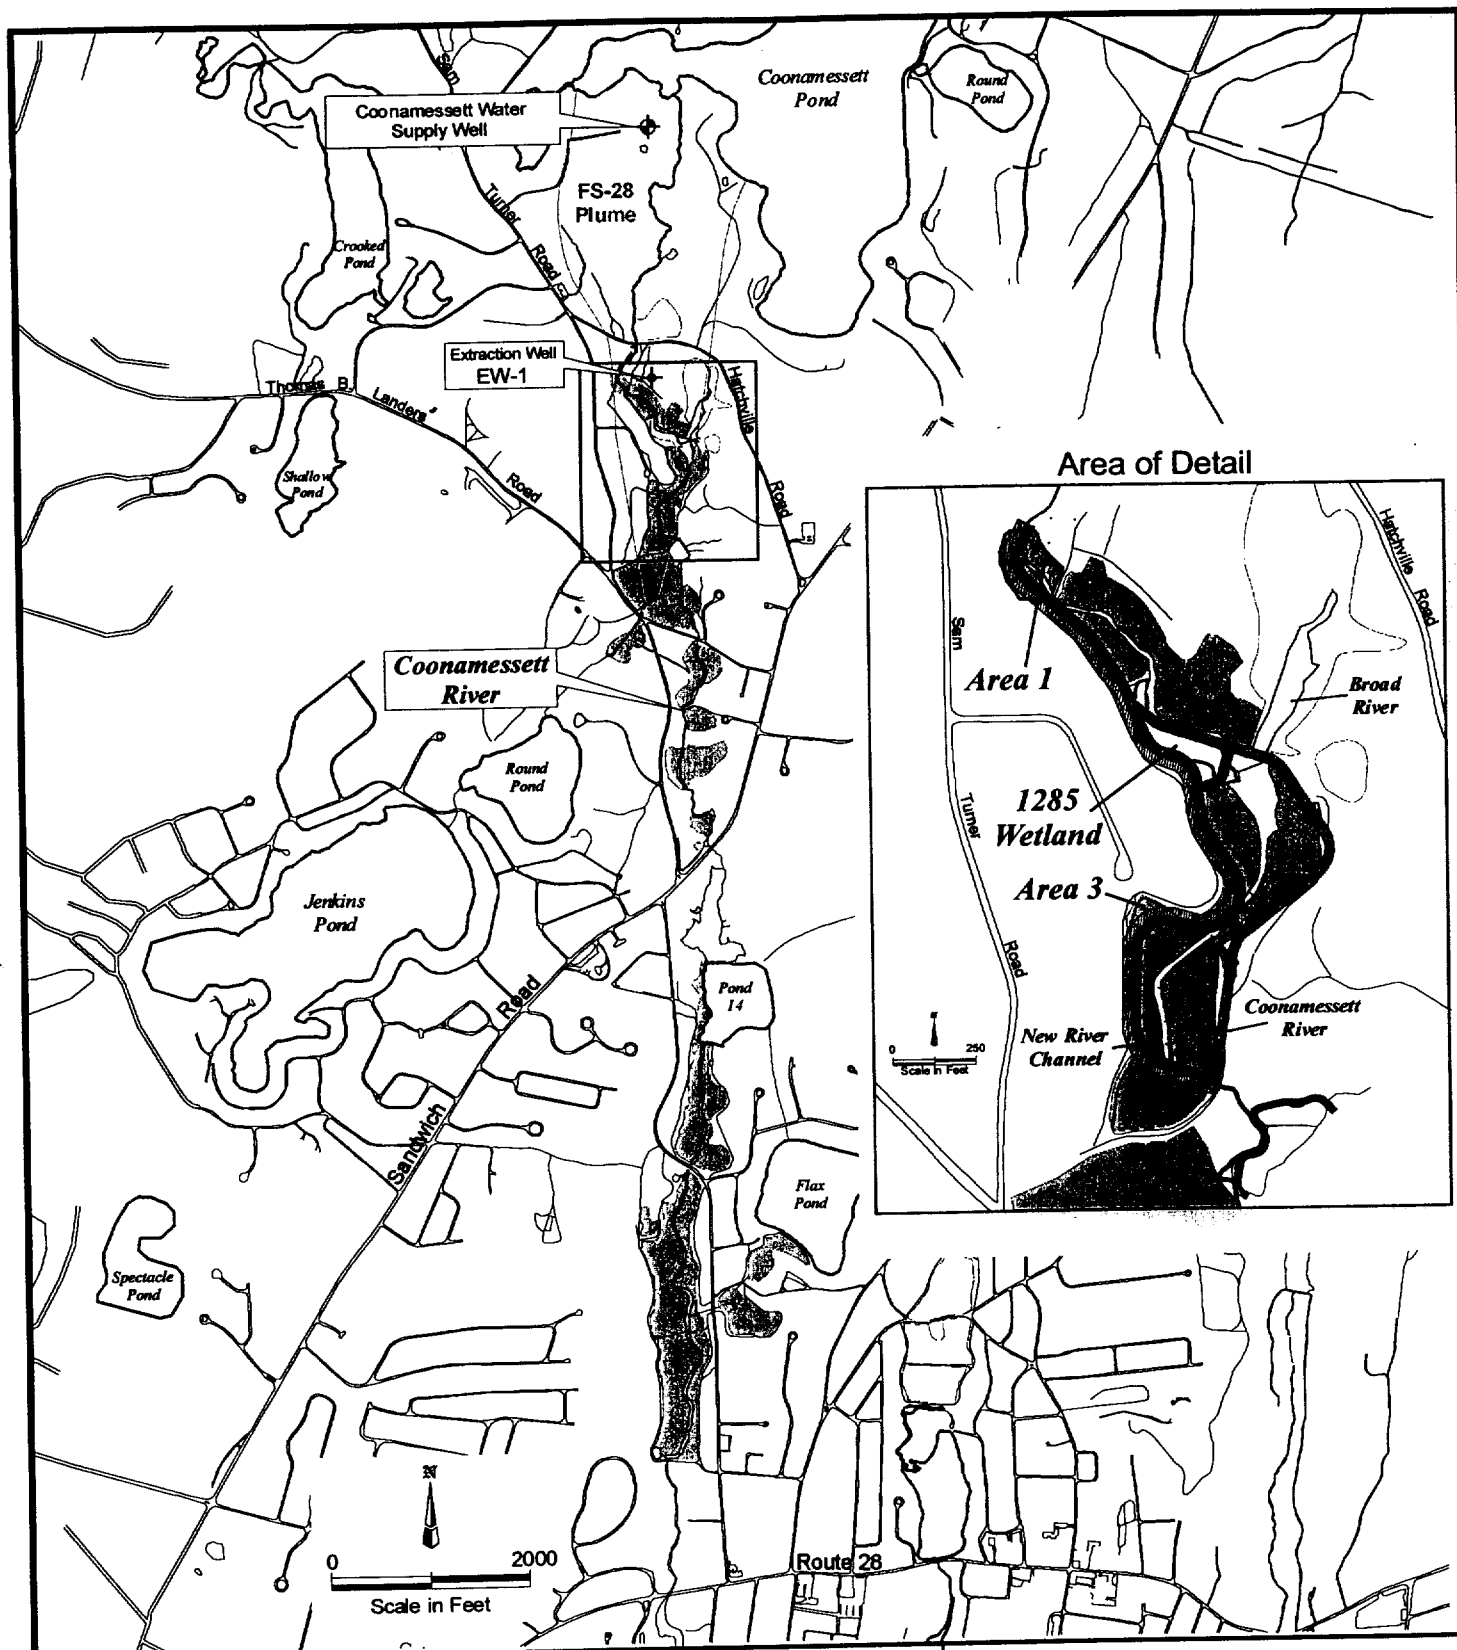 Sam
Coonamessett
Pond
Round
Pond
Coonamessett Water
Supply Well
FS-28
Plume
Turner
Road
Crooked
Pond
Extraction Well
EW-1
Thomas B.
Landers
Road
Hatchville
Road
Shallow
Pond
Area of Detail
Hatchville
Road
Sam
Turner
Road
Area 1
Broad
River
1285
Wetland
Area 3
New River
Channel
Coonamessett
River
0 250
Scale in Feet
Coonamessett
River
Round
Pond
Jenkins
Pond
Road
Sandwich
Pond
14
Flax
Pond
Spectacle
Pond
N
0 2000
Scale in Feet
Route 28